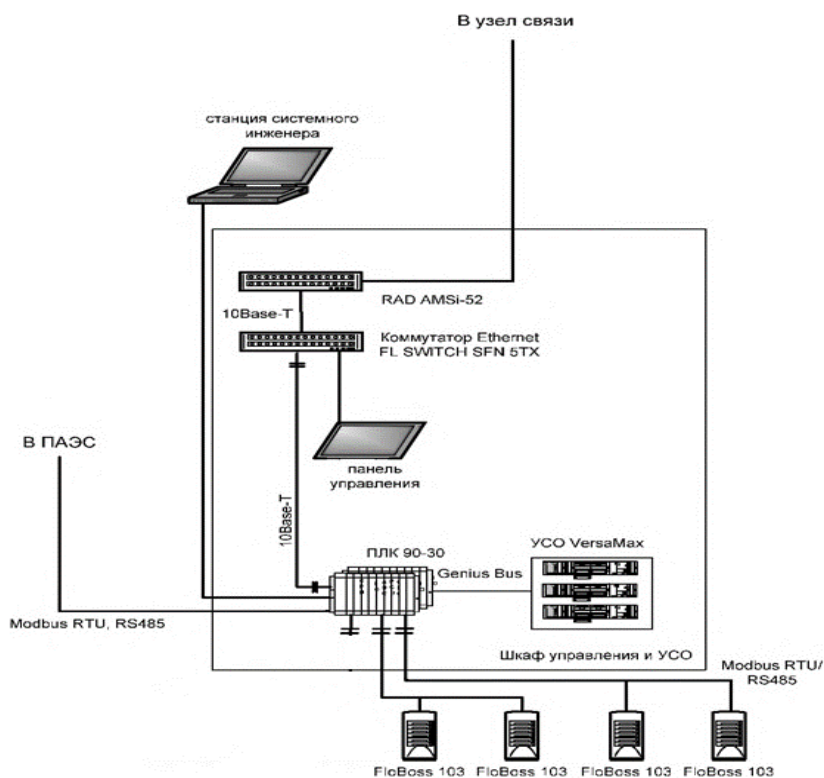 В узел связи
станция системного
инженера
RAD AMSi-52
10Base-T
Коммутатор Ethernet
FL SWITCH SFN 5TX
В ПАЭС
панель
управления
10Base-T
ПЛК 90-30
УСО VersaMax
Genius Bus
Modbus RTU, RS485
Шкаф управления и УСО
Modbus RTU/
RS485
FloBoss 103
FloBoss 103
FloBoss 103
FloBoss 103